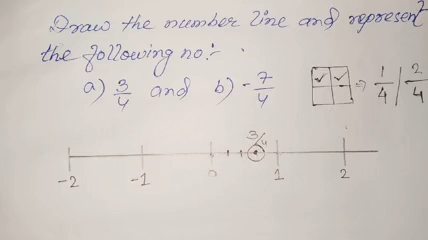 Draw the number line and represent
2
the following no:- .
a) 3/4 and b) -7/4
1/4 / 2/4
3/4
-2 -1 0 1 2